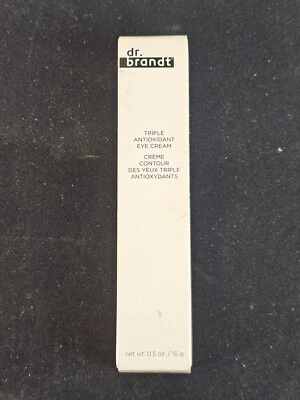 dr.
brandt®
TRIPLE
ANTIOXIDANT
EYE CREAM
CRÈME
CONTOUR
DES YEUX TRIPLE
ANTIOXYDANTS
net wt. 0.5 oz. / 15 g